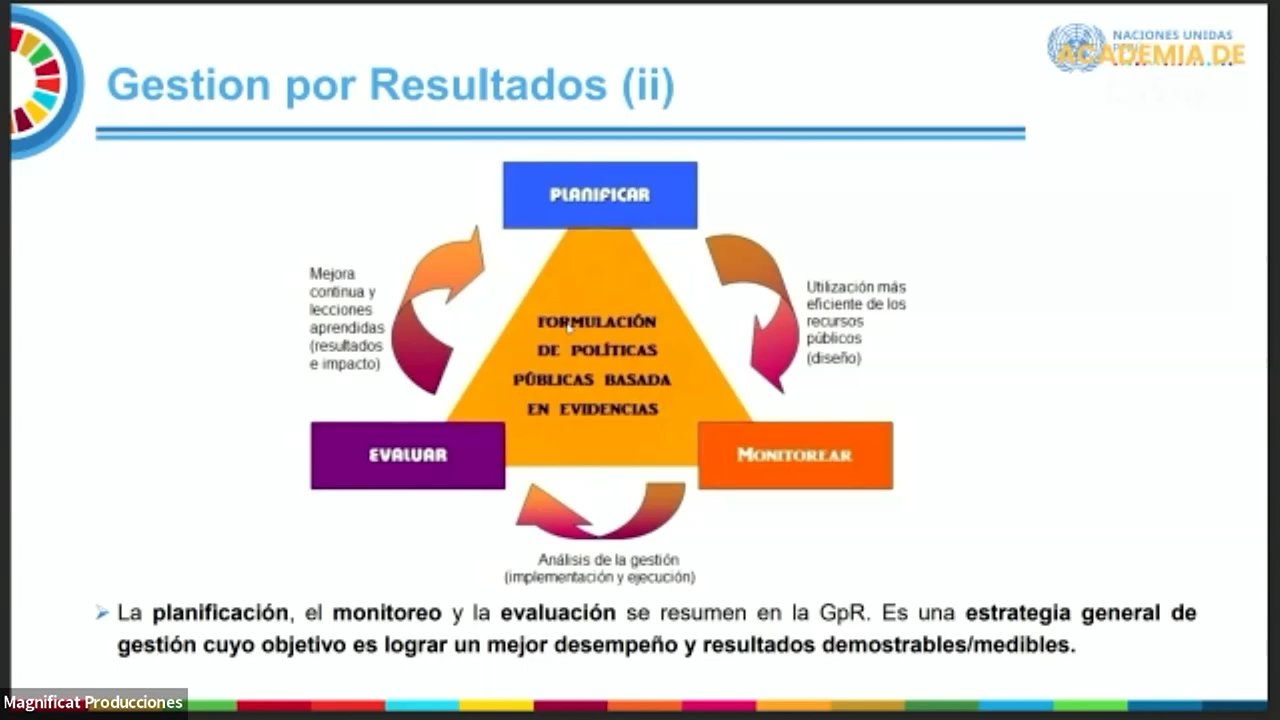 NACIONES UNIDAS
ACADEMIA DE
Gestion por Resultados (ii)
PLANIFICAR
Mejora
continua y
lecciones
aprendidas
(resultados
e impacto)
Utilización más
eficiente de los
recursos
públicos
(diseño)
FORMULACIÓN
DE POLÍTICAS
PÚBLICAS BASADA
EN EVIDENCIAS
EVALUAR
MONITOREAR
Análisis de la gestión
(implementación y ejecución)
La planificación, el monitoreo y la evaluación se resumen en la GpR. Es una estrategia general de
gestión cuyo objetivo es lograr un mejor desempeño y resultados demostrables/medibles.
Magnificat Producciones